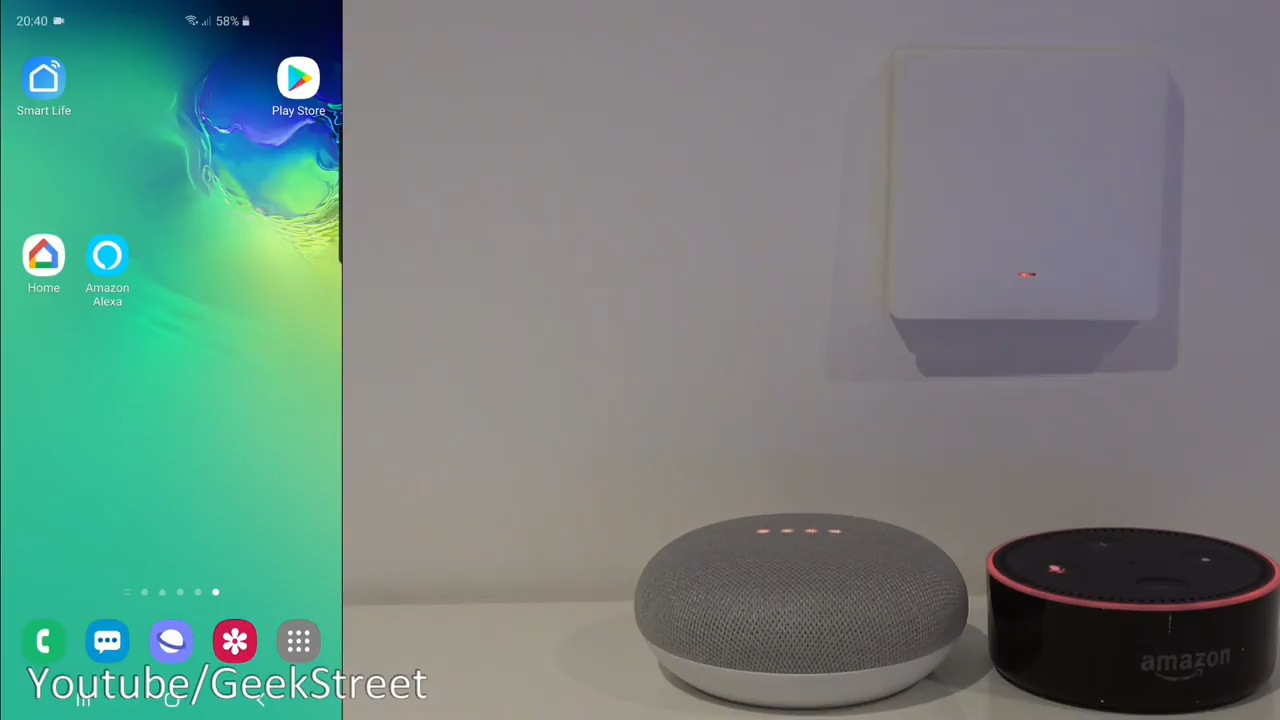 20:40
58%
Smart Life
Play Store
Home
Amazon
Alexa
Youtube/GeekStreet
amazon